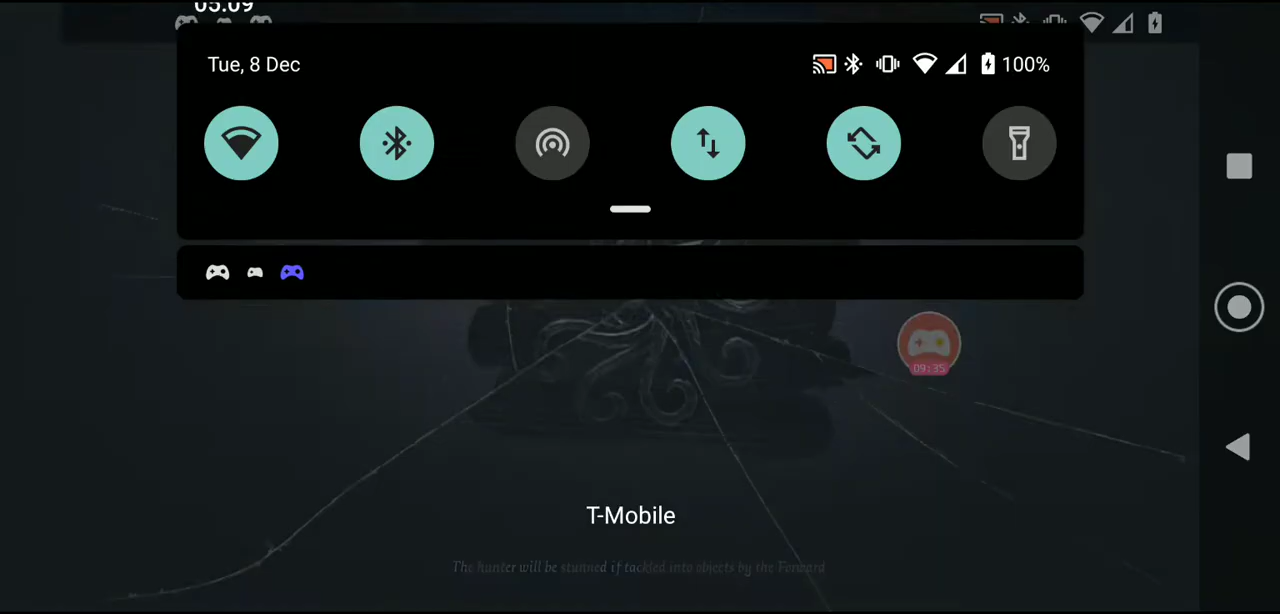 05:09
Tue, 8 Dec
100%
09:35
T-Mobile
The hunter will be stunned if tackled into objects by the Forward